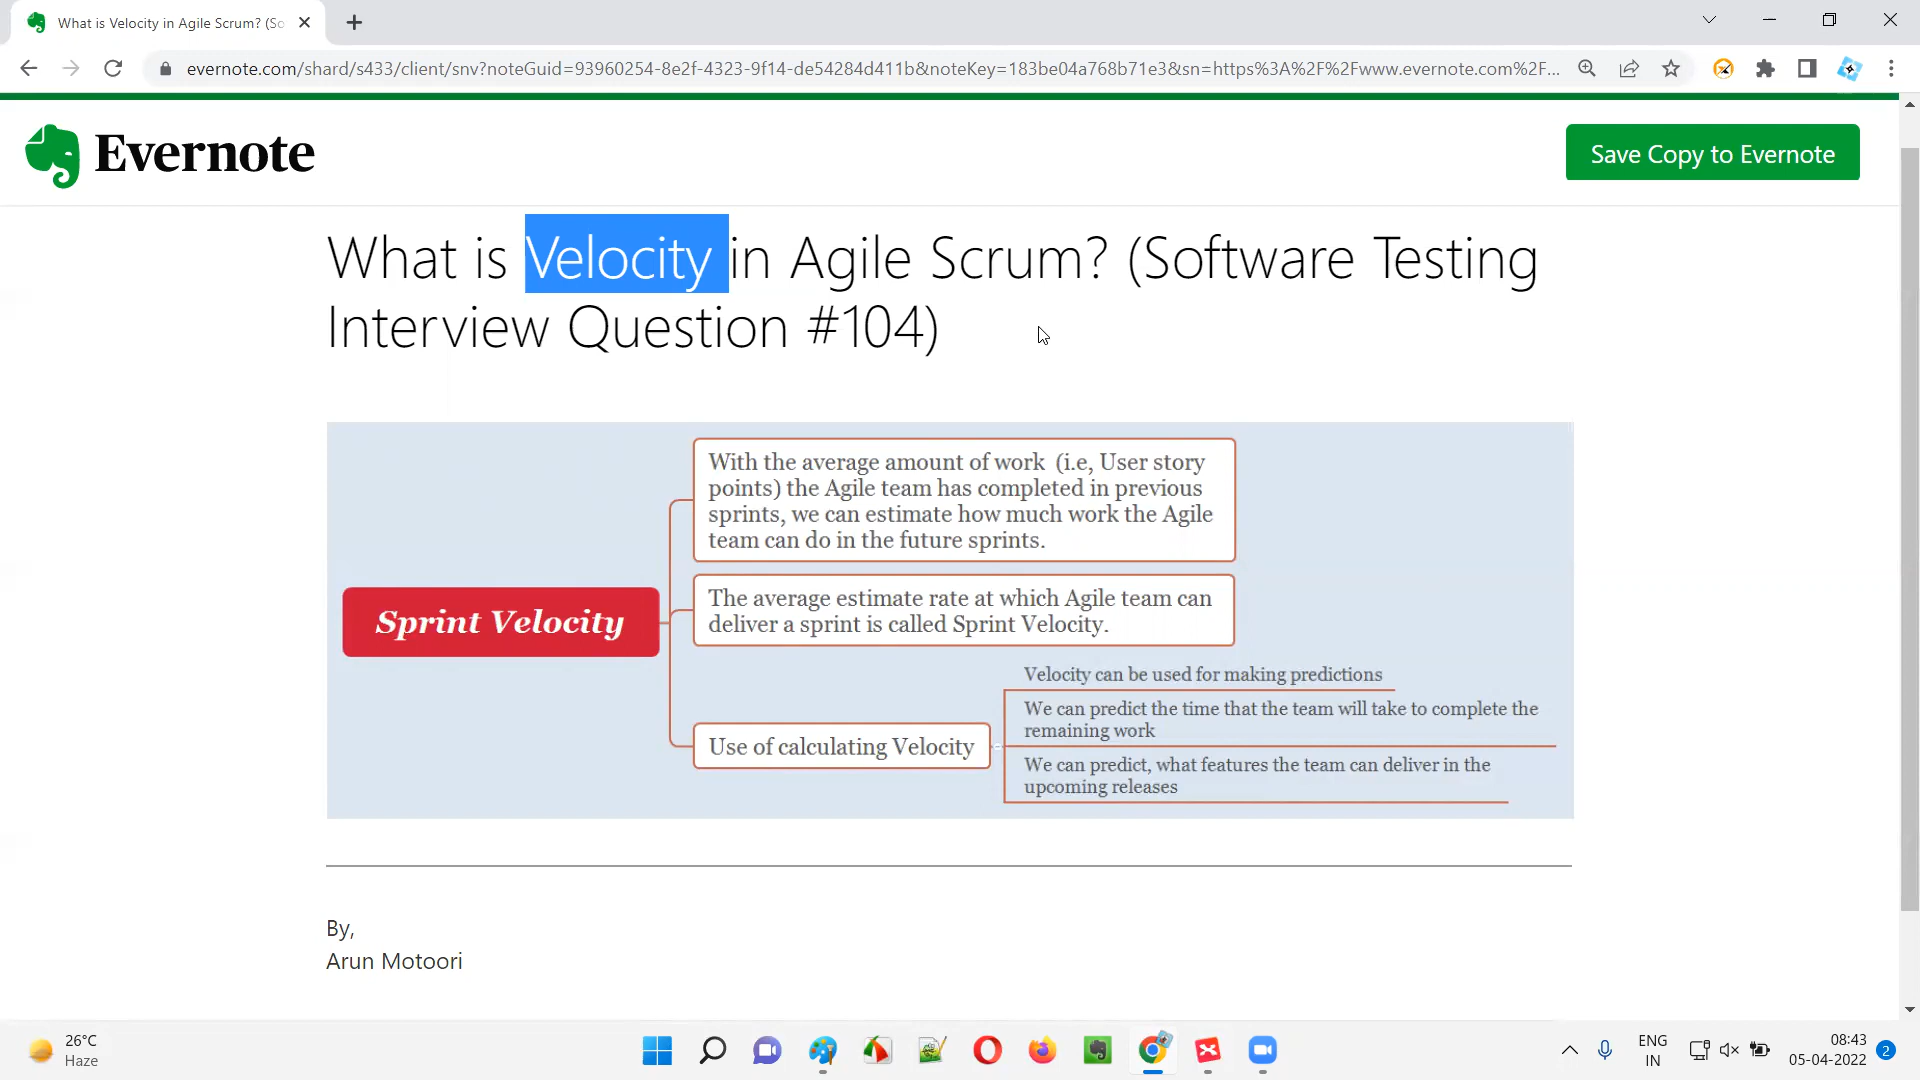 What is Velocity in Agile Scrum? (So
evernote.com/shard/s433/client/snv?noteGuid=93960254-8e2f-4323-9f14-de54284d411b&noteKey=183be04a768b71e3&sn=https%3A%2F%2Fwww.evernote.com%2F...
Evernote
Save Copy to Evernote
What is Velocity in Agile Scrum? (Software Testing
Interview Question #104)
With the average amount of work (i.e, User story
points) the Agile team has completed in previous
sprints, we can estimate how much work the Agile
team can do in the future sprints.
Sprint Velocity
The average estimate rate at which Agile team can
deliver a sprint is called Sprint Velocity.
Use of calculating Velocity
Velocity can be used for making predictions
We can predict the time that the team will take to complete the
remaining work
We can predict, what features the team can deliver in the
upcoming releases
By,
Arun Motoori
26°C
Haze
ENG
IN
08:43
05-04-2022
2